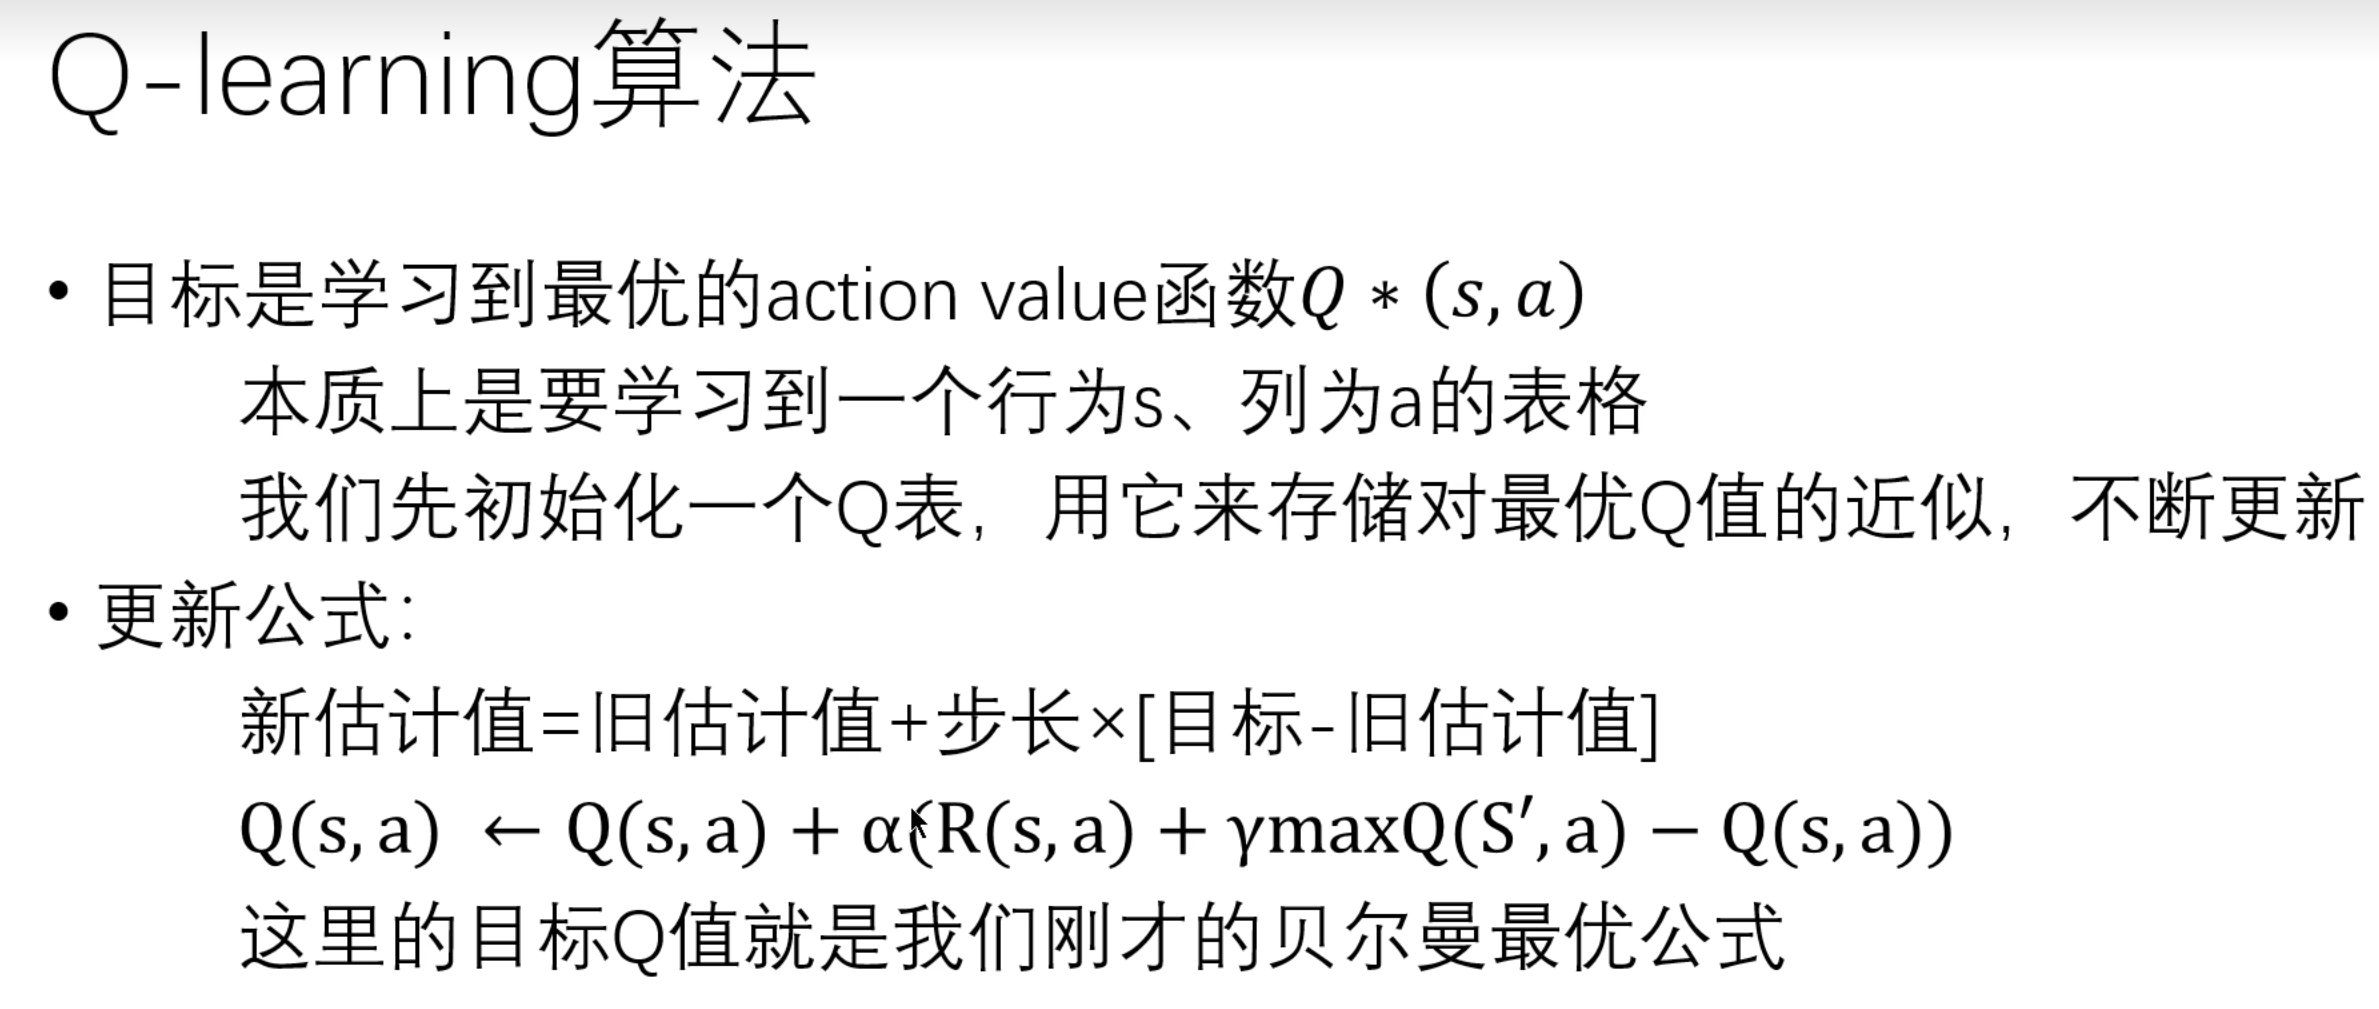 Q-learning算法
• 目标是学习到最优的action value函数Q * (s, a)
本质上是要学习到一个行为s、列为a的表格
我们先初始化一个Q表，用它来存储对最优Q值的近似，不断更新
• 更新公式：
新估计值=旧估计值+步长×[目标-旧估计值]
Q(s, a) ← Q(s, a) + α(R(s, a) + γmaxQ(S′, a) − Q(s, a))
这里的目标Q值就是我们刚才的贝尔曼最优公式